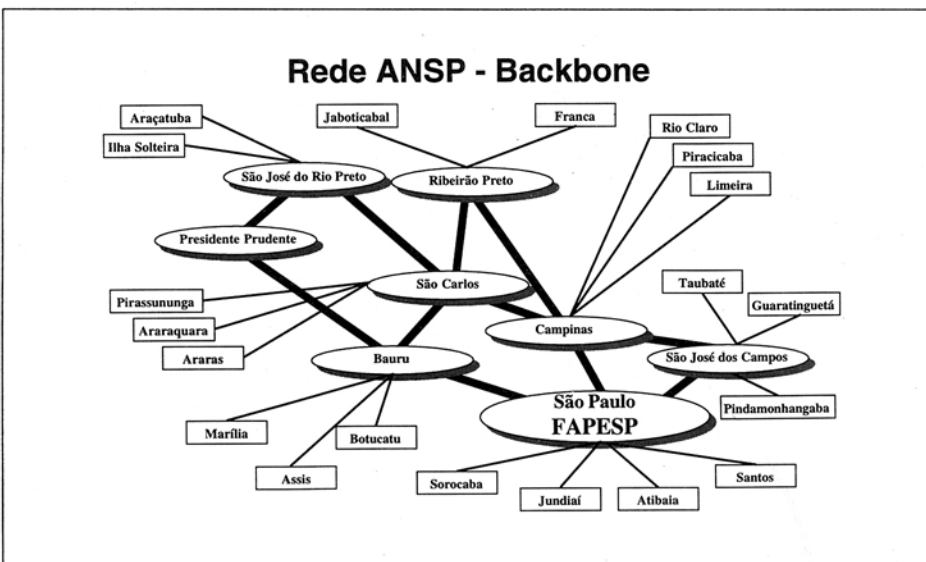 Rede ANSP - Backbone
Araçatuba
Jaboticabal
Franca
Rio Claro
Ilha Solteira
Piracicaba
São José do Rio Preto
Ribeirão Preto
Limeira
Presidente Prudente
São Carlos
Taubaté
Pirassununga
Guaratinguetá
Araraquara
Campinas
Araras
Bauru
São José dos Campos
São Paulo
FAPESP
Pindamonhangaba
Marília
Botucatu
Assis
Sorocaba
Santos
Jundiaí
Atibaia